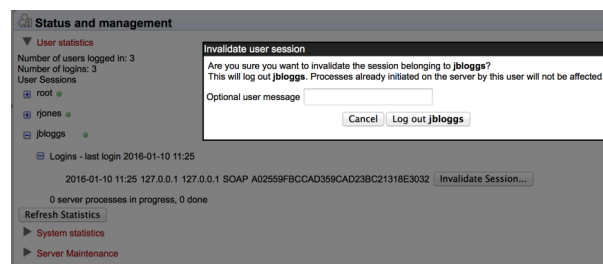 Status and management
User statistics
Number of users logged in: 3
Number of logins: 3
User Sessions
root
rjones
jbloggs
Logins - last login 2016-01-10 11:25
2016-01-10 11:25 127.0.0.1 127.0.0.1 SOAP A02559FBCCAD359CAD23BC21318E3032 Invalidate Session...
0 server processes in progress, 0 done
Refresh Statistics
System statistics
Server Maintenance
Invalidate user session
Are you sure you want to invalidate the session belonging to jbloggs?
This will log out jbloggs. Processes already initiated on the server by this user will not be affected.
Optional user message
Cancel Log out jbloggs